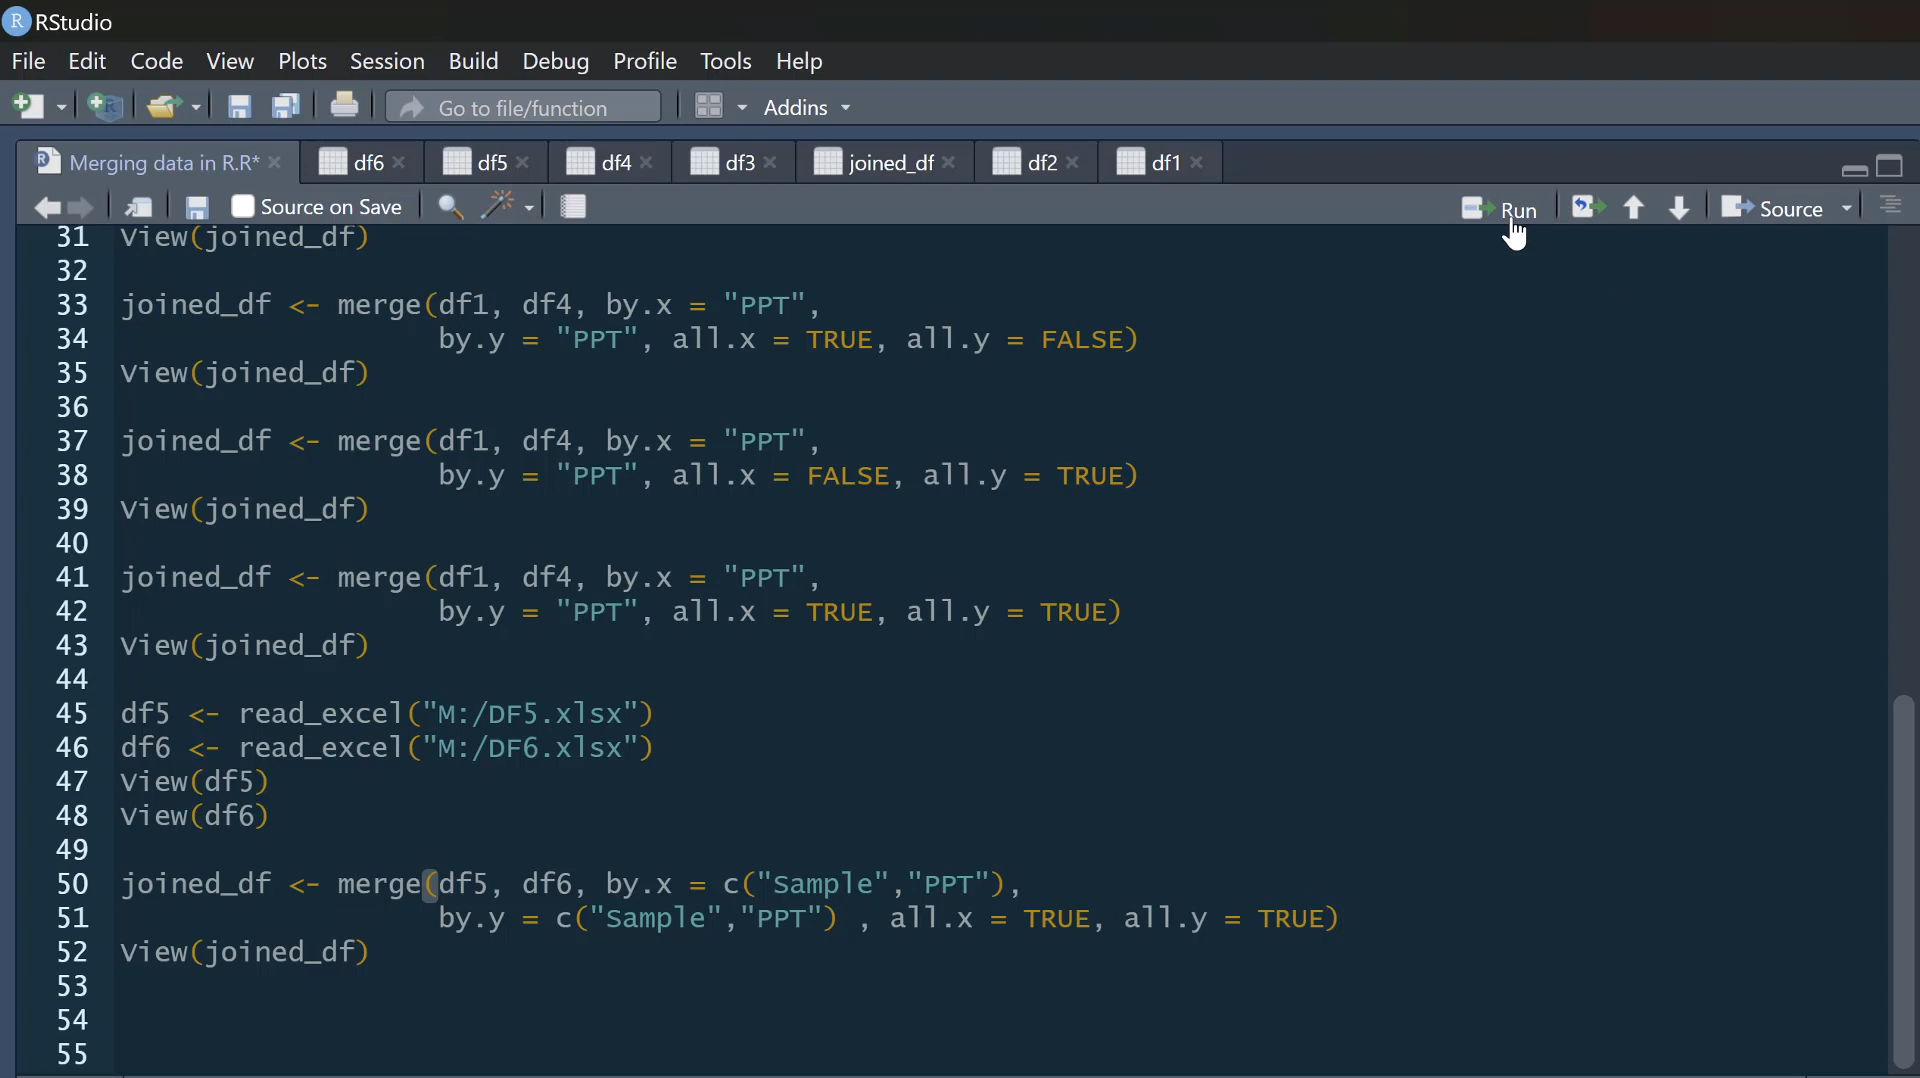 R RStudio
File Edit Code View Plots Session Build Debug Profile Tools Help
Go to file/function Addins
Merging data in R.R* df6 df5 df4 df3 joined_df df2 df1
Source on Save Run Source
31 View(joined_df)
32
33 joined_df <- merge(df1, df4, by.x = "PPT",
34 by.y = "PPT", all.x = TRUE, all.y = FALSE)
35 View(joined_df)
36
37 joined_df <- merge(df1, df4, by.x = "PPT",
38 by.y = "PPT", all.x = FALSE, all.y = TRUE)
39 View(joined_df)
40
41 joined_df <- merge(df1, df4, by.x = "PPT",
42 by.y = "PPT", all.x = TRUE, all.y = TRUE)
43 View(joined_df)
44
45 df5 <- read_excel("M:/DF5.xlsx")
46 df6 <- read_excel("M:/DF6.xlsx")
47 View(df5)
48 View(df6)
49
50 joined_df <- merge(df5, df6, by.x = c("Sample","PPT"),
51 by.y = c("Sample","PPT") , all.x = TRUE, all.y = TRUE)
52 View(joined_df)
53
54
55